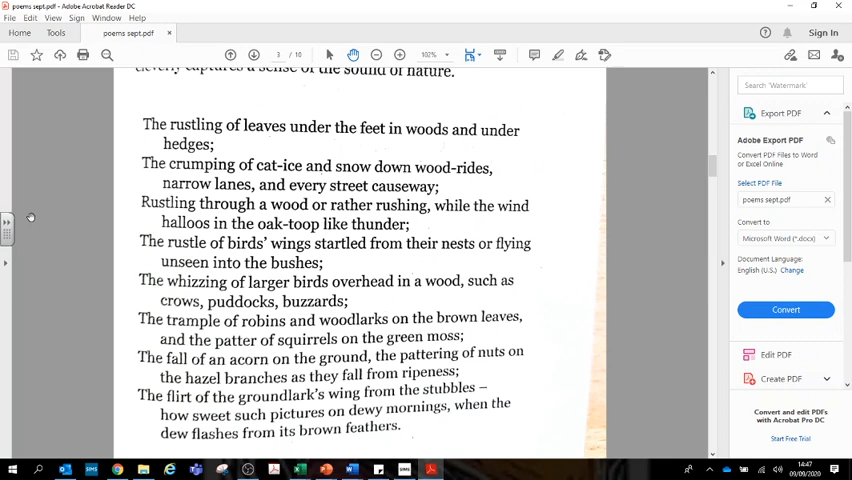 poems sept.pdf - Adobe Acrobat Reader DC
File Edit View Sign Window Help
Home Tools poems sept.pdf × Sign In
3 / 10 102%
cleverly captures a sense of the sound of nature.
The rustling of leaves under the feet in woods and under
hedges;
The crumping of cat-ice and snow down wood-rides,
narrow lanes, and every street causeway;
Rustling through a wood or rather rushing, while the wind
halloos in the oak-toop like thunder;
The rustle of birds' wings startled from their nests or flying
unseen into the bushes;
The whizzing of larger birds overhead in a wood, such as
crows, puddocks, buzzards;
The trample of robins and woodlarks on the brown leaves,
and the patter of squirrels on the green moss;
The fall of an acorn on the ground, the pattering of nuts on
the hazel branches as they fall from ripeness;
The flirt of the groundlark's wing from the stubbles –
how sweet such pictures on dewy mornings, when the
dew flashes from its brown feathers.
Search 'Watermark'
Export PDF
Adobe Export PDF
Convert PDF Files to Word
or Excel Online
Select PDF File
poems sept.pdf ×
Convert to
Microsoft Word (*.docx)
Document Language:
English (U.S.) Change
Convert
Edit PDF
Create PDF
Convert and edit PDFs
with Acrobat Pro DC
Start Free Trial
SIMS
SIMS
14:47
09/09/2020